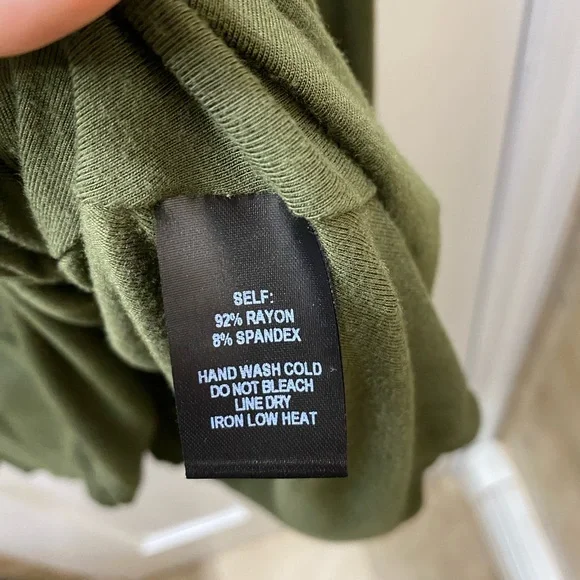 SELF:
92% RAYON
8% SPANDEX
HAND WASH COLD
DO NOT BLEACH
LINE DRY
IRON LOW HEAT